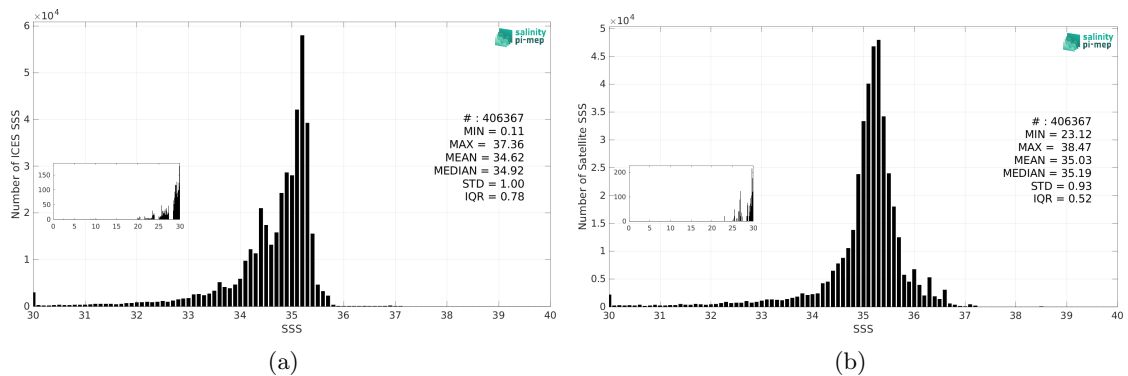 ×10⁴
6
5
4
3
2
1
0
Number of ICES SSS
30 31 32 33 34 35 36 37 38 39 40
SSS
salinity
pi-mep
# : 406367
MIN = 0.11
MAX = 37.36
MEAN = 34.62
MEDIAN = 34.92
STD = 1.00
IQR = 0.78
150
100
50
0
0 5 10 15 20 25 30
(a)
×10⁴
5
4.5
4
3.5
3
2.5
2
1.5
1
0.5
0
Number of Satellite SSS
30 31 32 33 34 35 36 37 38 39 40
SSS
salinity
pi-mep
# : 406367
MIN = 23.12
MAX = 38.47
MEAN = 35.03
MEDIAN = 35.19
STD = 0.93
IQR = 0.52
200
100
0
0 5 10 15 20 25 30
(b)